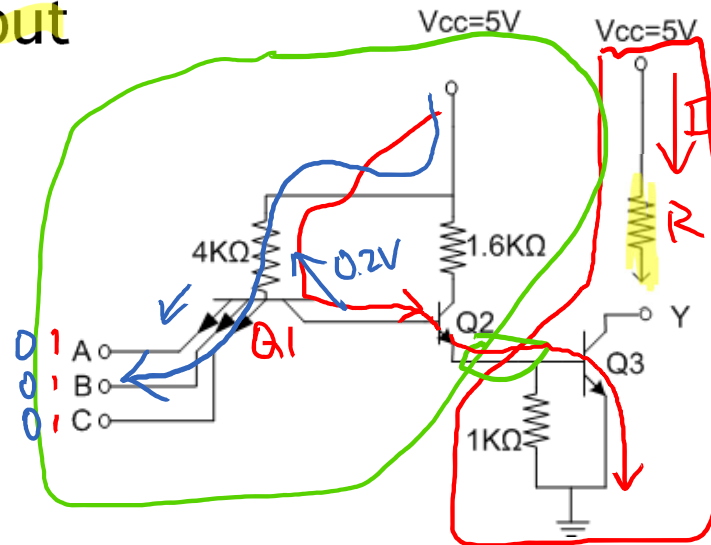 out
Vcc=5V
Vcc=5V
I
R
4KΩ
0.2V
1.6KΩ
Q2
Y
0 1 A
Q1
0 1 B
Q3
0 1 C
1KΩ